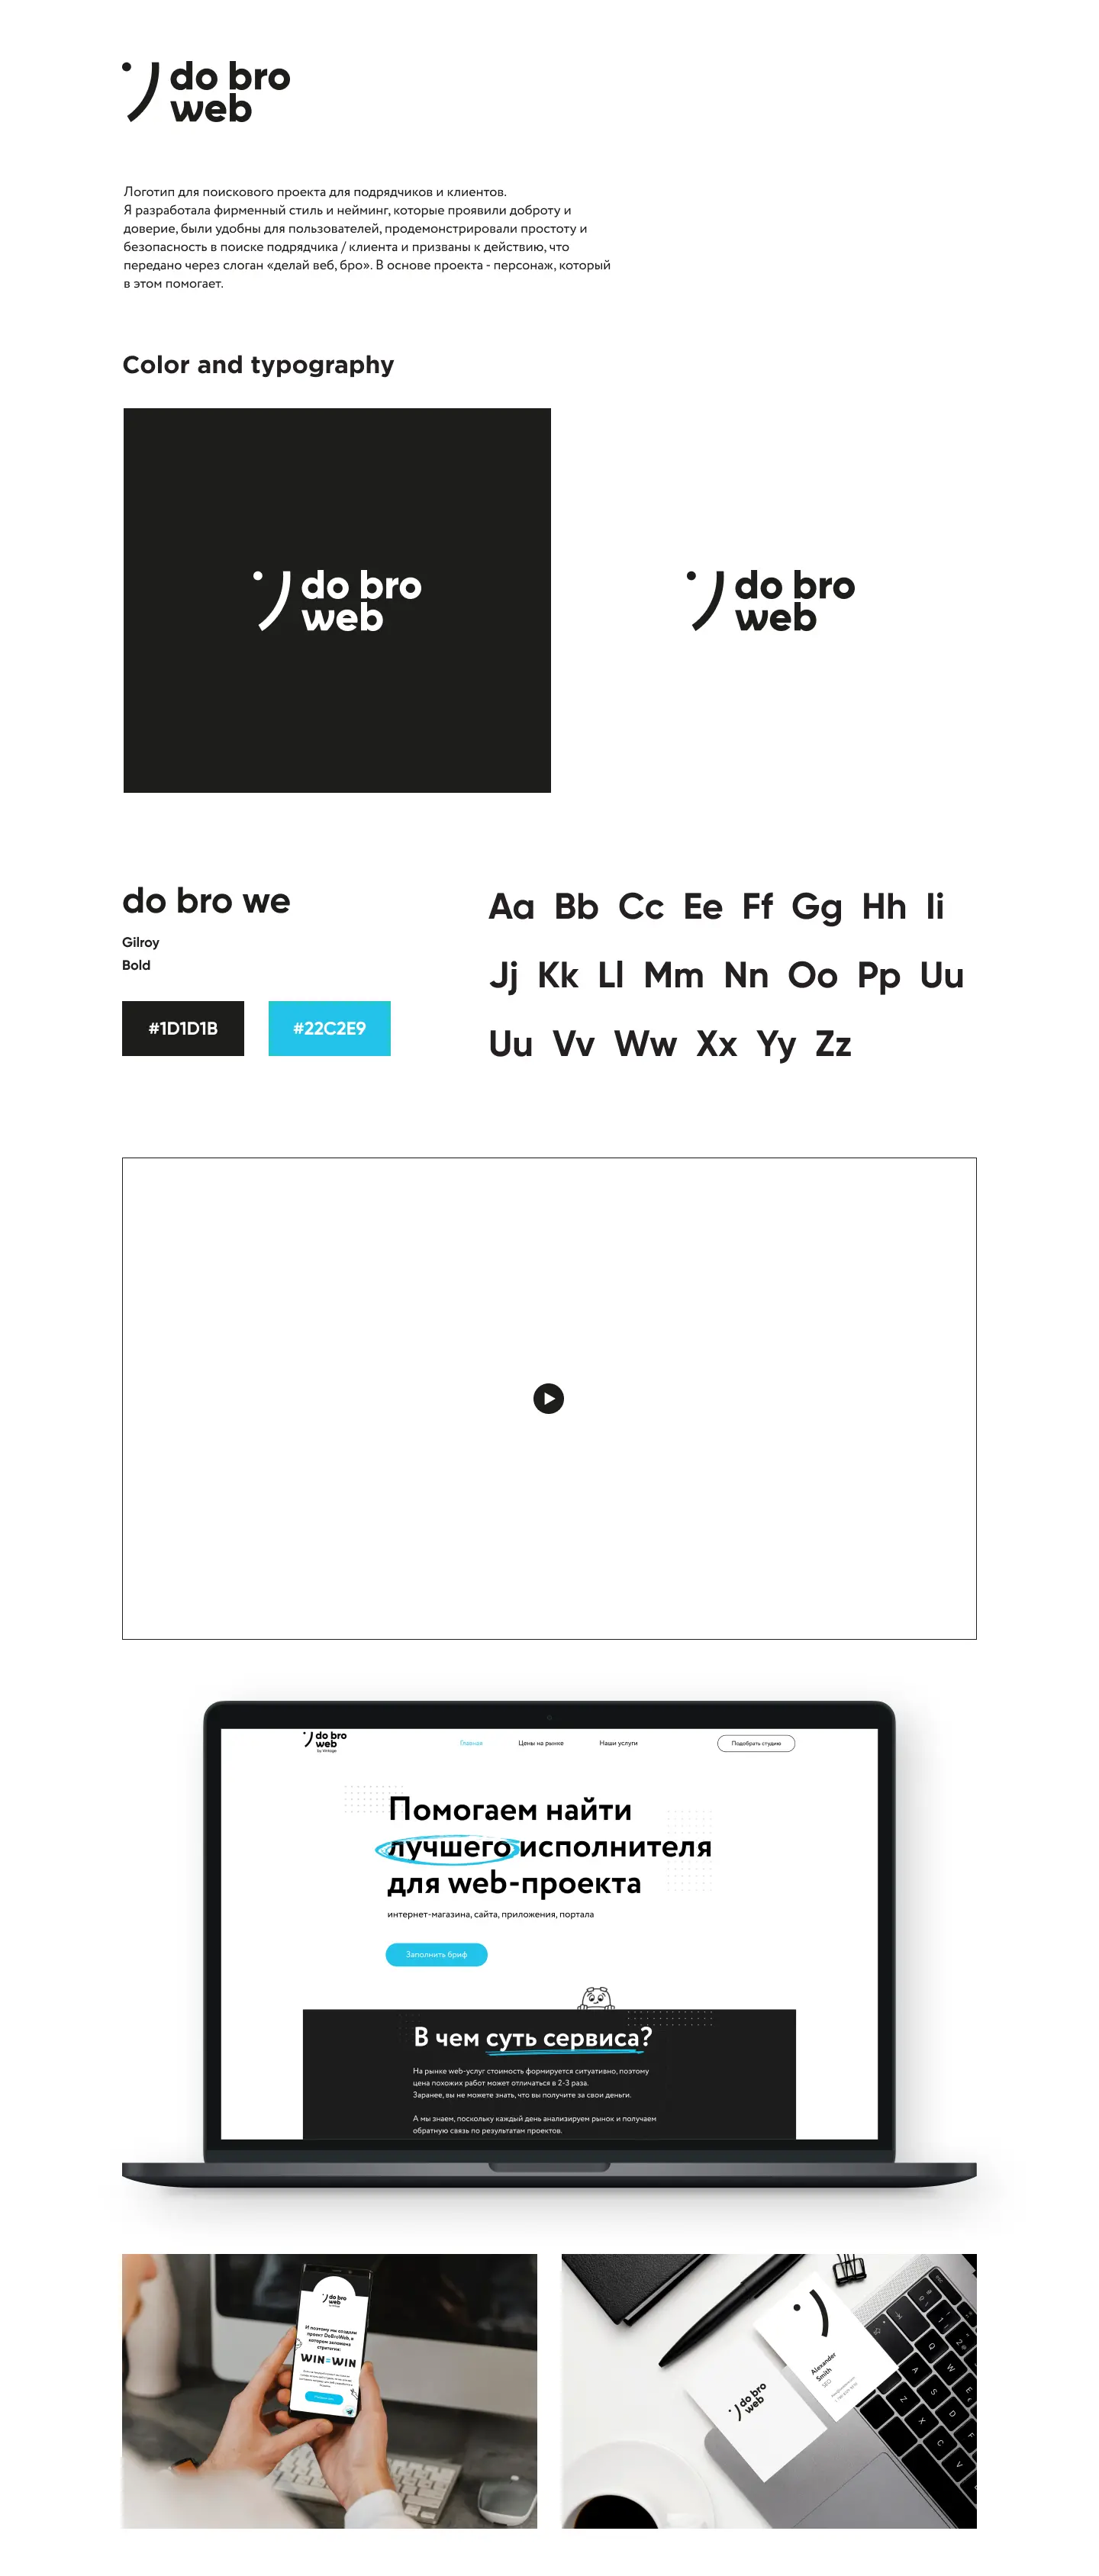 do bro
web
Логотип для поискового проекта для подрядчиков и клиентов.
Я разработала фирменный стиль и нейминг, которые проявили доброту и
доверие, были удобны для пользователей, продемонстрировали простоту и
безопасность в поиске подрядчика / клиента и призваны к действию, что
передано через слоган «делай веб, бро». В основе проекта - персонаж, который
в этом помогает.
Color and typography
do bro
web
do bro
web
do bro we
Gilroy
Bold
#1D1D1B
#22C2E9
Aa Bb Cc Ee Ff Gg Hh Ii
Jj Kk Ll Mm Nn Oo Pp Uu
Uu Vv Ww Xx Yy Zz
do bro
web
by Vintage
Главная
Цены на рынке
Наши услуги
Подобрать студию
Помогаем найти
лучшего исполнителя
для web-проекта
интернет-магазина, сайта, приложения, портала
Заполнить бриф
В чем суть сервиса?
На рынке web-услуг стоимость формируется ситуативно, поэтому
цена похожих работ может отличаться в 2-3 раза.
Заранее, вы не можете знать, что вы получите за свои деньги.
А мы знаем, поскольку каждый день анализируем рынок и получаем
обратную связь по результатам проектов.
do bro
web
И поэтому мы создали
проект DoBroWeb, в
котором заложена
стратегия:
WIN=WIN
do bro
web
Alexander
Smith
SEO